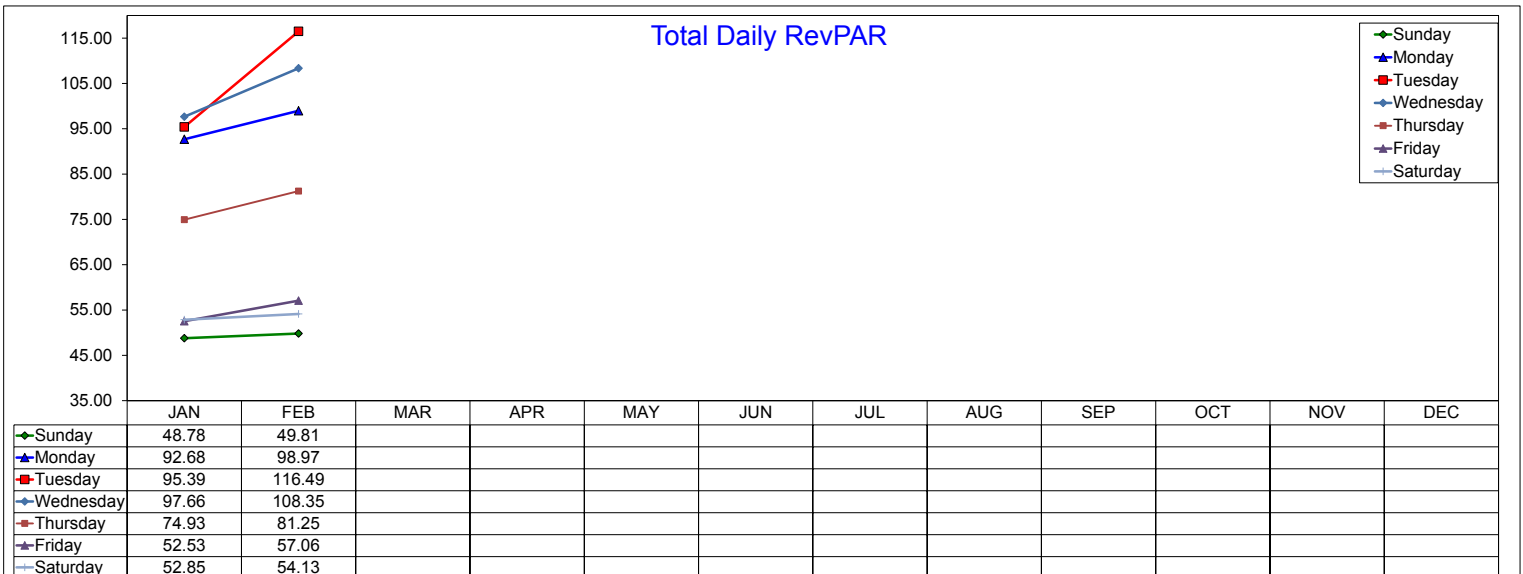 Total Daily RevPAR
115.00
105.00
95.00
85.00
75.00
65.00
55.00
45.00
35.00
Sunday
Monday
Tuesday
Wednesday
Thursday
Friday
Saturday
JAN FEB MAR APR MAY JUN JUL AUG SEP OCT NOV DEC
Sunday 48.78 49.81
Monday 92.68 98.97
Tuesday 95.39 116.49
Wednesday 97.66 108.35
Thursday 74.93 81.25
Friday 52.53 57.06
Saturday 52.85 54.13